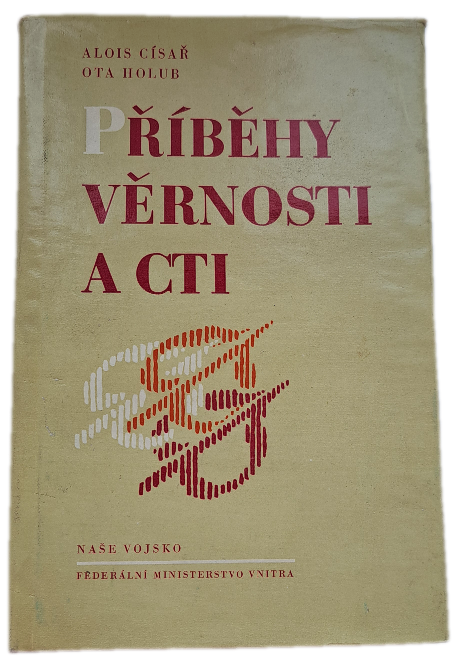 ALOIS CÍSAŘ
OTA HOLUB
PŘÍBĚHY
VĚRNOSTI
A CTI
NAŠE VOJSKO
FEDERÁLNÍ MINISTERSTVO VNITRA